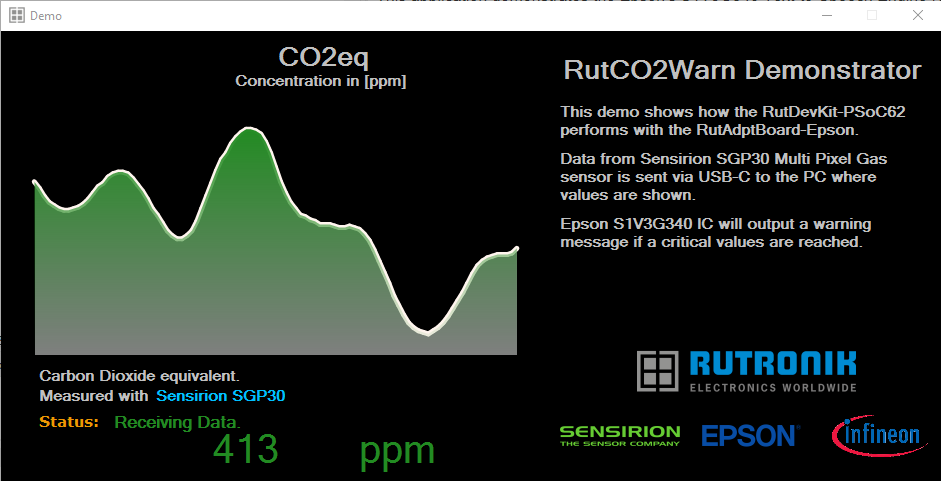 Demo
CO2eq
Concentration in [ppm]
RutCO2Warn Demonstrator
This demo shows how the RutDevKit-PSoC62
performs with the RutAdptBoard-Epson.
Data from Sensirion SGP30 Multi Pixel Gas
sensor is sent via USB-C to the PC where
values are shown.
Epson S1V3G340 IC will output a warning
message if a critical values are reached.
Carbon Dioxide equivalent.
Measured with Sensirion SGP30
Status: Receiving Data.
413 ppm
RUTRONIK
ELECTRONICS WORLDWIDE
SENSIRION
THE SENSOR COMPANY
EPSON®
infineon